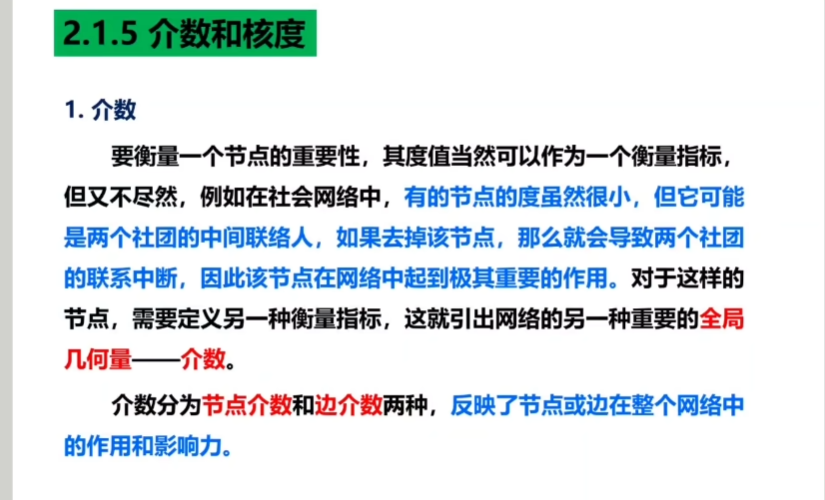 2.1.5 介数和核度
1. 介数
要衡量一个节点的重要性，其度值当然可以作为一个衡量指标，
但又不尽然，例如在社会网络中，有的节点的度虽然很小，但它可能
是两个社团的中间联络人，如果去掉该节点，那么就会导致两个社团
的联系中断，因此该节点在网络中起到极其重要的作用。对于这样的
节点，需要定义另一种衡量指标，这就引出网络的另一种重要的全局
几何量——介数。
介数分为节点介数和边介数两种，反映了节点或边在整个网络中
的作用和影响力。